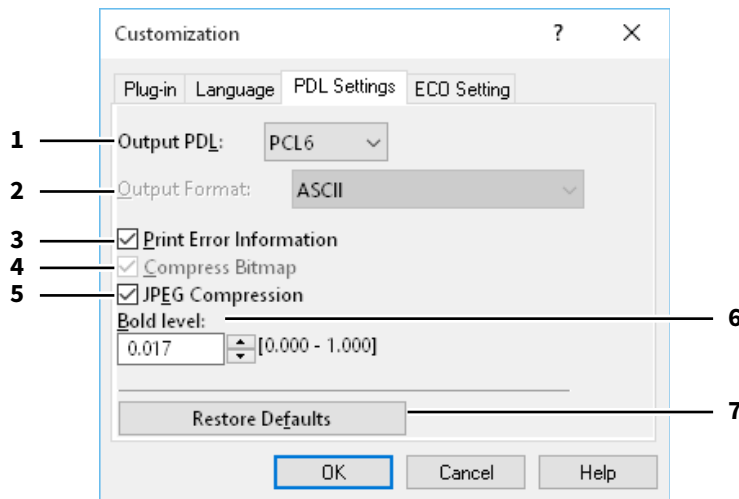 Customization ?
Plug-in Language PDL Settings ECO Setting
1 Output PDL: PCL6
2 Output Format: ASCII
3 Print Error Information
4 Compress Bitmap
5 JPEG Compression
Bold level: 6
0.017 [0.000 - 1.000]
Restore Defaults 7
OK Cancel Help